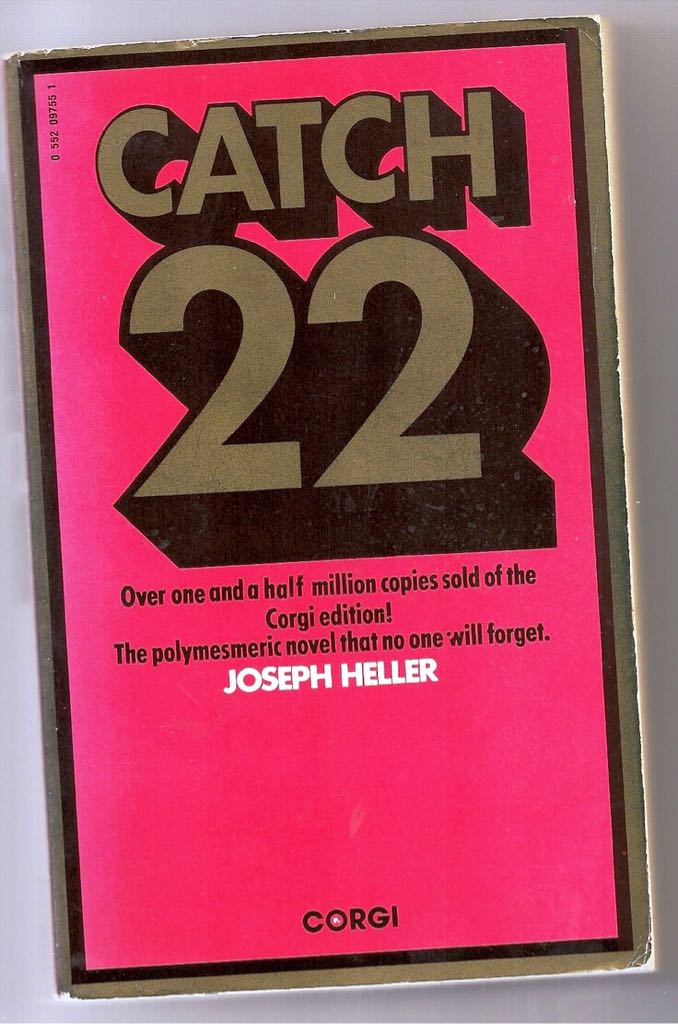 0 552 09755 1
CATCH
22
Over one and a half million copies sold of the
Corgi edition!
The polymesmeric novel that no one will forget.
JOSEPH HELLER
CORGI